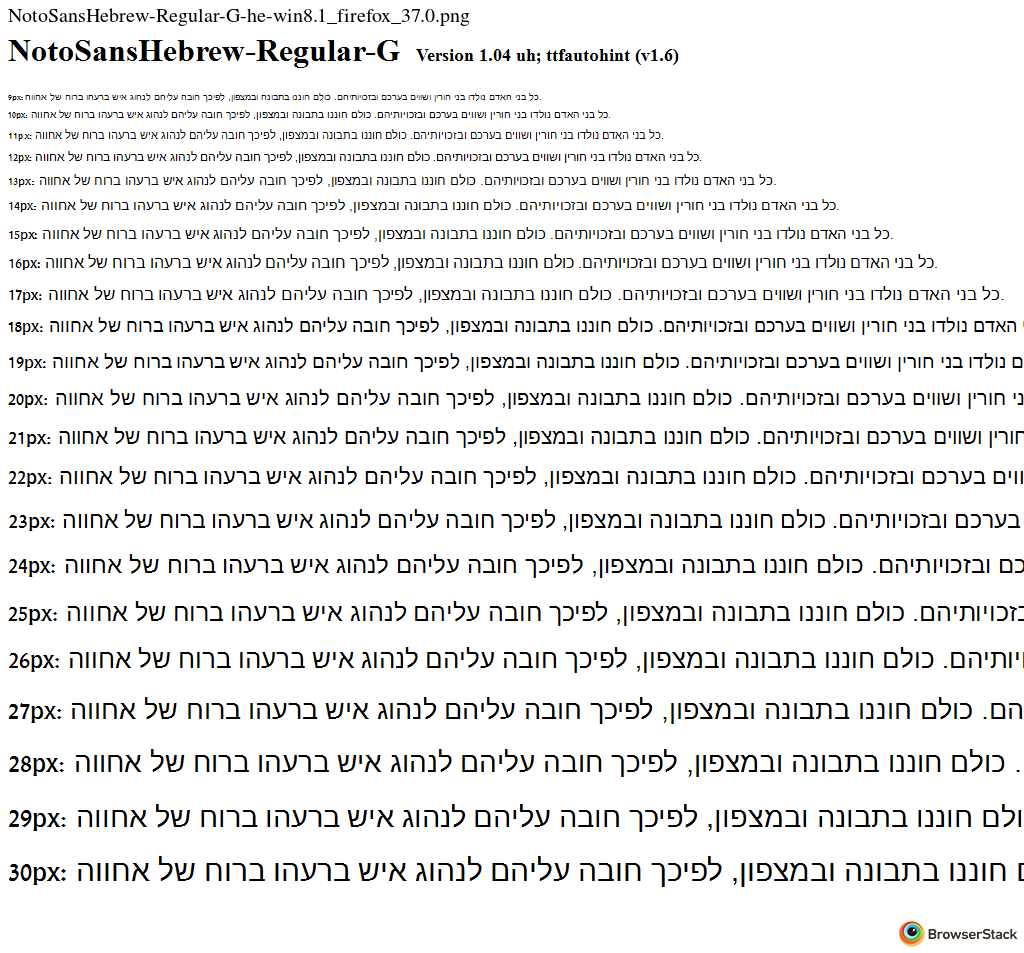 NotoSansHebrew-Regular-G-he-win8.1_firefox_37.0.png
NotoSansHebrew-Regular-G Version 1.04 uh; ttfautohint (v1.6)
9px: כל בני האדם נולדו בני חורין ושווים בערכם ובזכויותיהם. כולם חוננו בתבונה ובמצפון, לפיכך חובה עליהם לנהוג איש ברעהו ברוח של אחווה.
10px: כל בני האדם נולדו בני חורין ושווים בערכם ובזכויותיהם. כולם חוננו בתבונה ובמצפון, לפיכך חובה עליהם לנהוג איש ברעהו ברוח של אחווה.
11px: כל בני האדם נולדו בני חורין ושווים בערכם ובזכויותיהם. כולם חוננו בתבונה ובמצפון, לפיכך חובה עליהם לנהוג איש ברעהו ברוח של אחווה.
12px: כל בני האדם נולדו בני חורין ושווים בערכם ובזכויותיהם. כולם חוננו בתבונה ובמצפון, לפיכך חובה עליהם לנהוג איש ברעהו ברוח של אחווה.
13px: כל בני האדם נולדו בני חורין ושווים בערכם ובזכויותיהם. כולם חוננו בתבונה ובמצפון, לפיכך חובה עליהם לנהוג איש ברעהו ברוח של אחווה.
14px: כל בני האדם נולדו בני חורין ושווים בערכם ובזכויותיהם. כולם חוננו בתבונה ובמצפון, לפיכך חובה עליהם לנהוג איש ברעהו ברוח של אחווה.
15px: כל בני האדם נולדו בני חורין ושווים בערכם ובזכויותיהם. כולם חוננו בתבונה ובמצפון, לפיכך חובה עליהם לנהוג איש ברעהו ברוח של אחווה.
16px: כל בני האדם נולדו בני חורין ושווים בערכם ובזכויותיהם. כולם חוננו בתבונה ובמצפון, לפיכך חובה עליהם לנהוג איש ברעהו ברוח של אחווה.
17px: כל בני האדם נולדו בני חורין ושווים בערכם ובזכויותיהם. כולם חוננו בתבונה ובמצפון, לפיכך חובה עליהם לנהוג איש ברעהו ברוח של אחווה.
18px: האדם נולדו בני חורין ושווים בערכם ובזכויותיהם. כולם חוננו בתבונה ובמצפון, לפיכך חובה עליהם לנהוג איש ברעהו ברוח של אחווה
19px: נולדו בני חורין ושווים בערכם ובזכויותיהם. כולם חוננו בתבונה ובמצפון, לפיכך חובה עליהם לנהוג איש ברעהו ברוח של אחווה
20px: חורין ושווים בערכם ובזכויותיהם. כולם חוננו בתבונה ובמצפון, לפיכך חובה עליהם לנהוג איש ברעהו ברוח של אחווה
21px: חורין ושווים בערכם ובזכויותיהם. כולם חוננו בתבונה ובמצפון, לפיכך חובה עליהם לנהוג איש ברעהו ברוח של אחווה
22px: בערכם ובזכויותיהם. כולם חוננו בתבונה ובמצפון, לפיכך חובה עליהם לנהוג איש ברעהו ברוח של אחווה
23px: בערכם ובזכויותיהם. כולם חוננו בתבונה ובמצפון, לפיכך חובה עליהם לנהוג איש ברעהו ברוח של אחווה
24px: ובזכויותיהם. כולם חוננו בתבונה ובמצפון, לפיכך חובה עליהם לנהוג איש ברעהו ברוח של אחווה
25px: כולם חוננו בתבונה ובמצפון, לפיכך חובה עליהם לנהוג איש ברעהו ברוח של אחווה
26px: כולם חוננו בתבונה ובמצפון, לפיכך חובה עליהם לנהוג איש ברעהו ברוח של אחווה
27px: כולם חוננו בתבונה ובמצפון, לפיכך חובה עליהם לנהוג איש ברעהו ברוח של אחווה
28px: . כולם חוננו בתבונה ובמצפון, לפיכך חובה עליהם לנהוג איש ברעהו ברוח של אחווה
29px: חוננו בתבונה ובמצפון, לפיכך חובה עליהם לנהוג איש ברעהו ברוח של אחווה
30px: חוננו בתבונה ובמצפון, לפיכך חובה עליהם לנהוג איש ברעהו ברוח של אחווה
BrowserStack